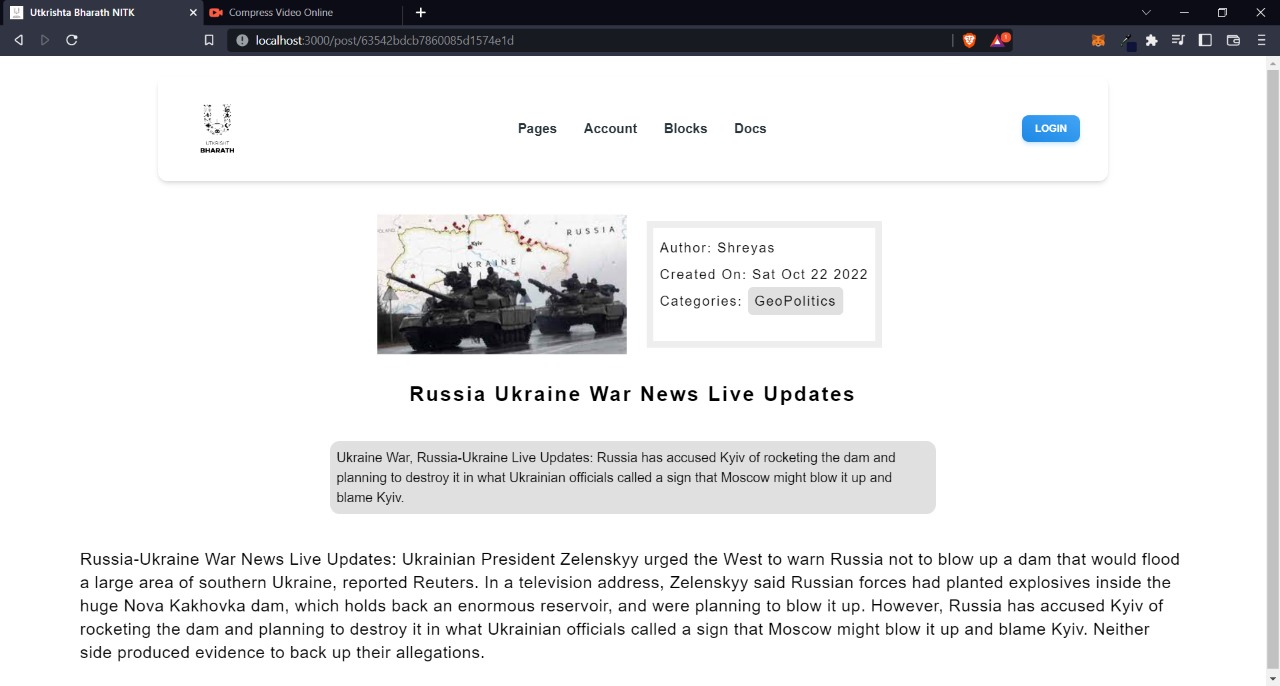 Utkrishta Bharath NITK
Compress Video Online
localhost:3000/post/63542bdcb7860085d1574e1d
UTKRISHT
BHARATH
Pages Account Blocks Docs
LOGIN
RUSSIA
Kyiv
UKRAINE
Author: Shreyas
Created On: Sat Oct 22 2022
Categories: GeoPolitics
Russia Ukraine War News Live Updates
Ukraine War, Russia-Ukraine Live Updates: Russia has accused Kyiv of rocketing the dam and
planning to destroy it in what Ukrainian officials called a sign that Moscow might blow it up and
blame Kyiv.
Russia-Ukraine War News Live Updates: Ukrainian President Zelenskyy urged the West to warn Russia not to blow up a dam that would flood
a large area of southern Ukraine, reported Reuters. In a television address, Zelenskyy said Russian forces had planted explosives inside the
huge Nova Kakhovka dam, which holds back an enormous reservoir, and were planning to blow it up. However, Russia has accused Kyiv of
rocketing the dam and planning to destroy it in what Ukrainian officials called a sign that Moscow might blow it up and blame Kyiv. Neither
side produced evidence to back up their allegations.